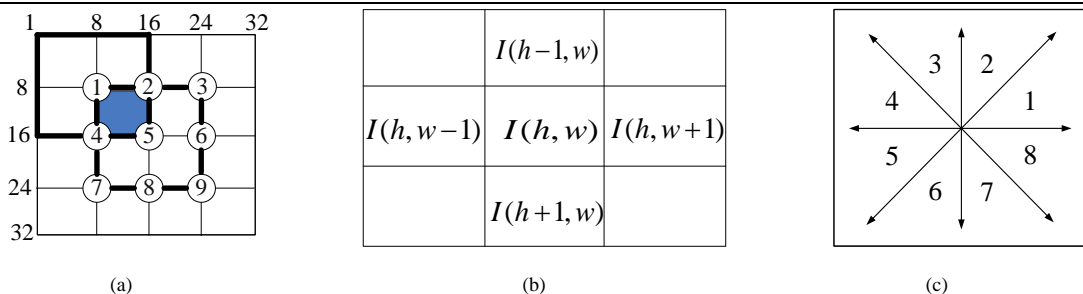 1 8 16 24 32
8
16
24
32
1 2 3
4 5 6
7 8 9
I(h−1, w)
I(h, w−1) I(h, w) I(h, w+1)
I(h+1, w)
3 2
4 1
5 8
6 7
(a) (b) (c)